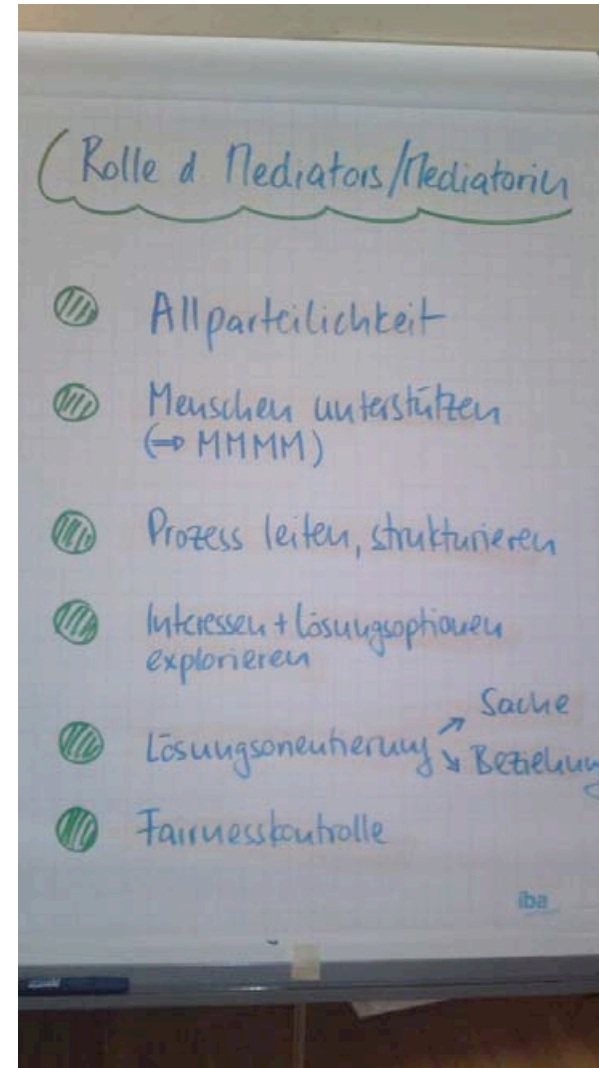 Rolle d Mediators/Mediatorin
Allparteilichkeit
Menschen unterstützen
(⇒ MMMM)
Prozess leiten, strukturieren
Interessen + Lösungsoptionen
explorieren
Lösungsorientierung ↗ Sache
↘ Beziehung
Fairnesskontrolle
iba